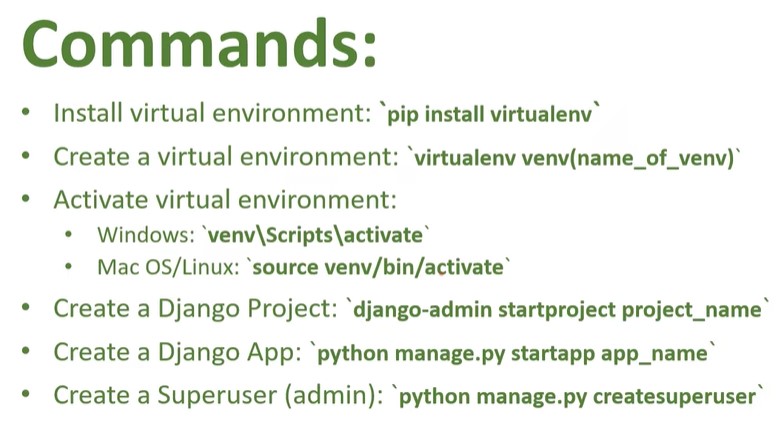 Commands:
• Install virtual environment: `pip install virtualenv`
• Create a virtual environment: `virtualenv venv(name_of_venv)`
• Activate virtual environment:
• Windows: `venv\Scripts\activate`
• Mac OS/Linux: `source venv/bin/activate`
• Create a Django Project: `django-admin startproject project_name`
• Create a Django App: `python manage.py startapp app_name`
• Create a Superuser (admin): `python manage.py createsuperuser`